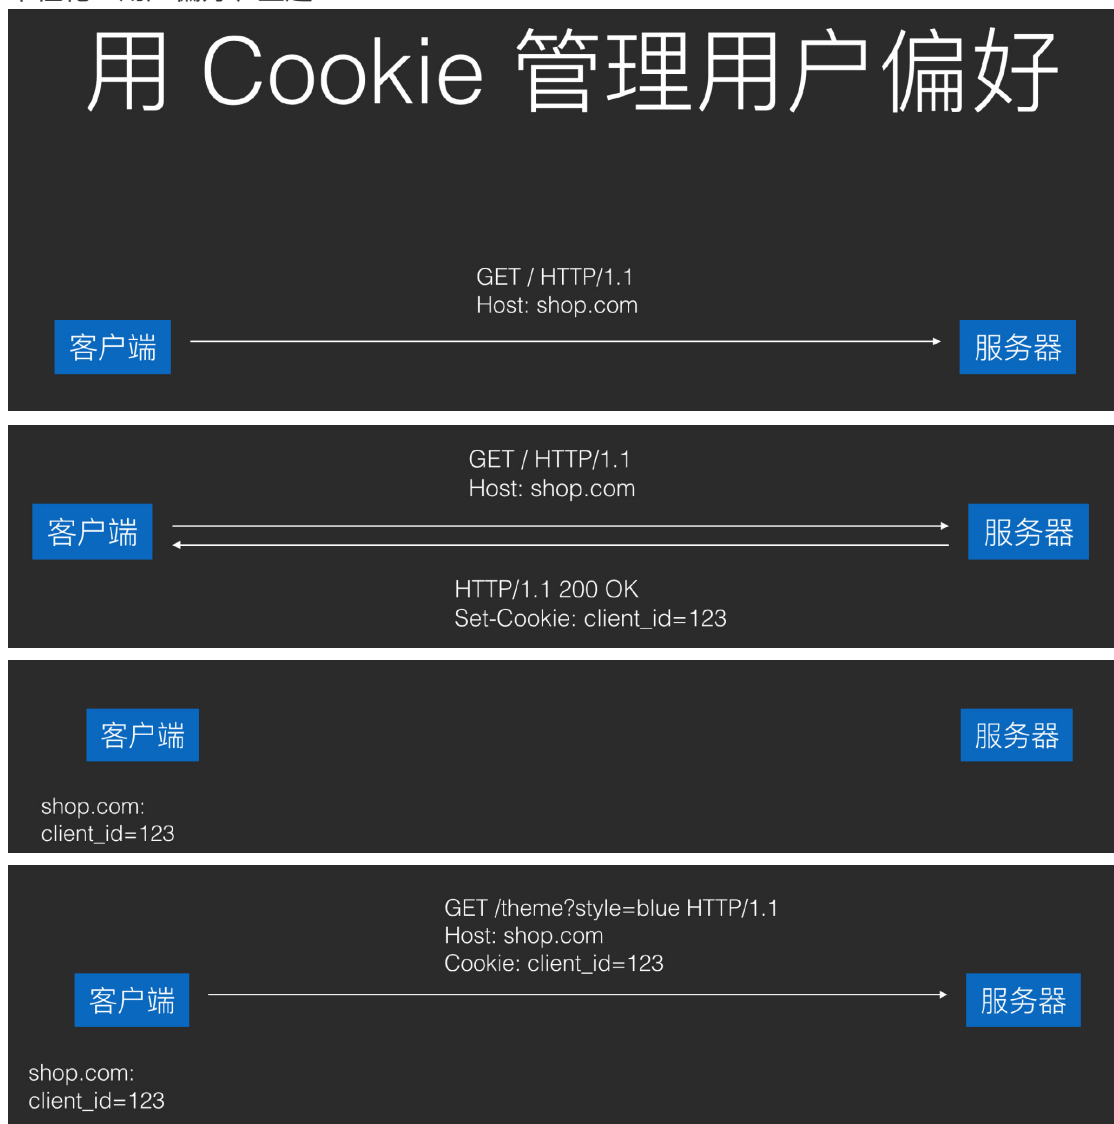 用 Cookie 管理用户偏好
GET / HTTP/1.1
Host: shop.com
客户端
服务器
GET / HTTP/1.1
Host: shop.com
客户端
服务器
HTTP/1.1 200 OK
Set-Cookie: client_id=123
客户端
服务器
shop.com:
client_id=123
GET /theme?style=blue HTTP/1.1
Host: shop.com
Cookie: client_id=123
客户端
服务器
shop.com:
client_id=123